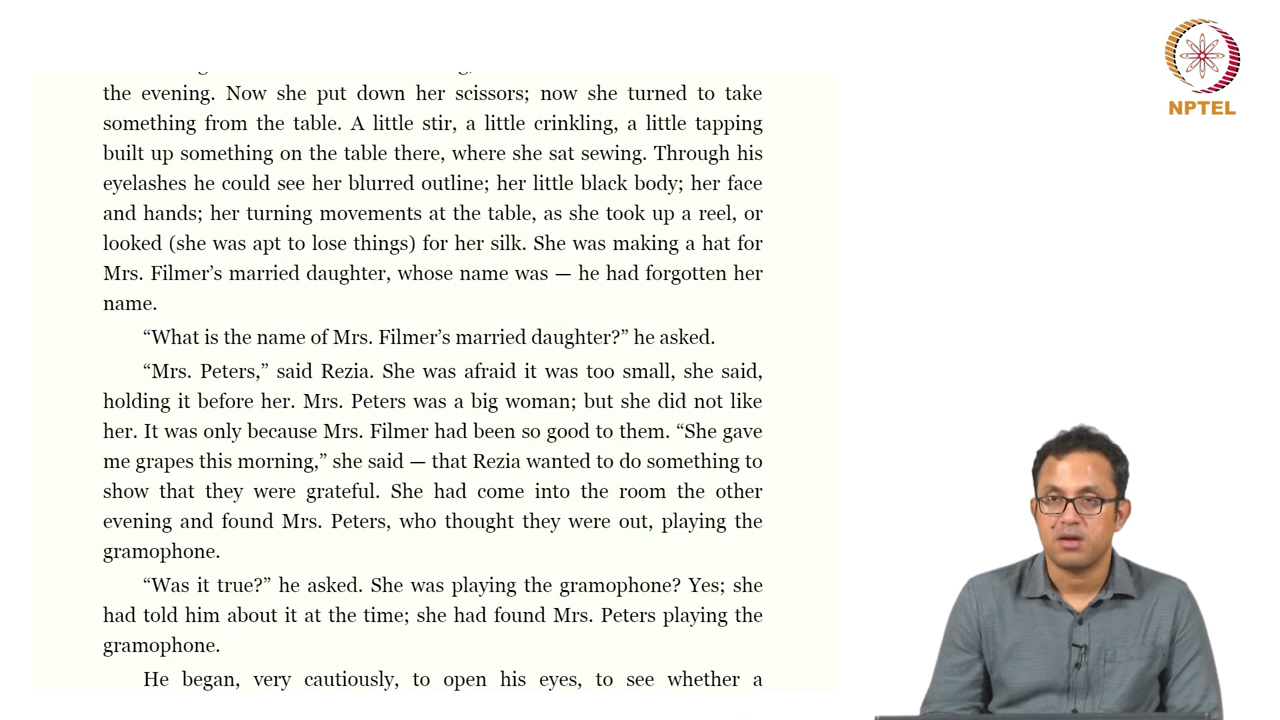 the evening. Now she put down her scissors; now she turned to take
something from the table. A little stir, a little crinkling, a little tapping
built up something on the table there, where she sat sewing. Through his
eyelashes he could see her blurred outline; her little black body; her face
and hands; her turning movements at the table, as she took up a reel, or
looked (she was apt to lose things) for her silk. She was making a hat for
Mrs. Filmer’s married daughter, whose name was — he had forgotten her
name.
“What is the name of Mrs. Filmer’s married daughter?” he asked.
“Mrs. Peters,” said Rezia. She was afraid it was too small, she said,
holding it before her. Mrs. Peters was a big woman; but she did not like
her. It was only because Mrs. Filmer had been so good to them. “She gave
me grapes this morning,” she said — that Rezia wanted to do something to
show that they were grateful. She had come into the room the other
evening and found Mrs. Peters, who thought they were out, playing the
gramophone.
“Was it true?” he asked. She was playing the gramophone? Yes; she
had told him about it at the time; she had found Mrs. Peters playing the
gramophone.
He began, very cautiously, to open his eyes, to see whether a
NPTEL